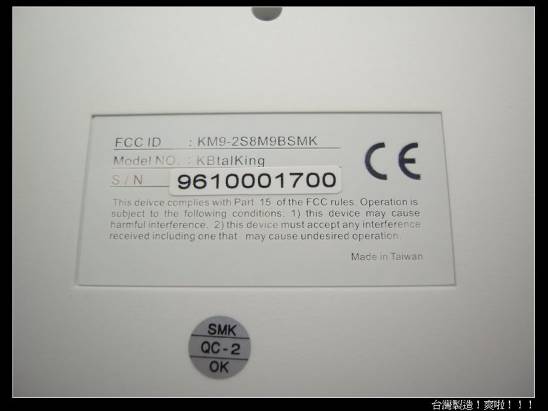 FCC ID : KM9-2S8M9BSMK
Model NO. : KBtalKing
S/N 9610001700
CE
This deivce complies with Part 15 of the FCC rules. Operation is
subject to the following conditions. 1) this device may cause
harmful interference. 2) this device must accept any interference
received including one that may cause undesired operation.
Made in Taiwan
SMK
QC-2
OK
台灣製造！爽啦！！！